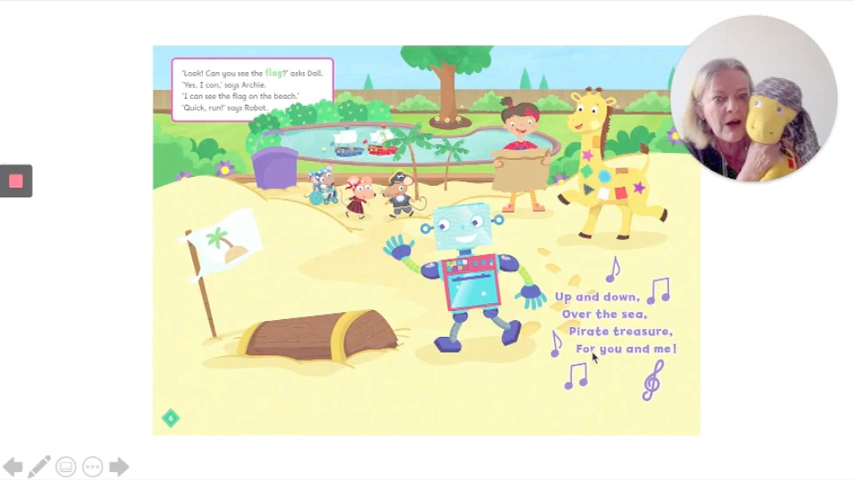 'Look! Can you see the flag?' asks Doll.
'Yes, I can,' says Archie.
'I can see the flag on the beach.'
'Quick, run!' says Robot.
Up and down,
Over the sea,
Pirate treasure,
For you and me!
6